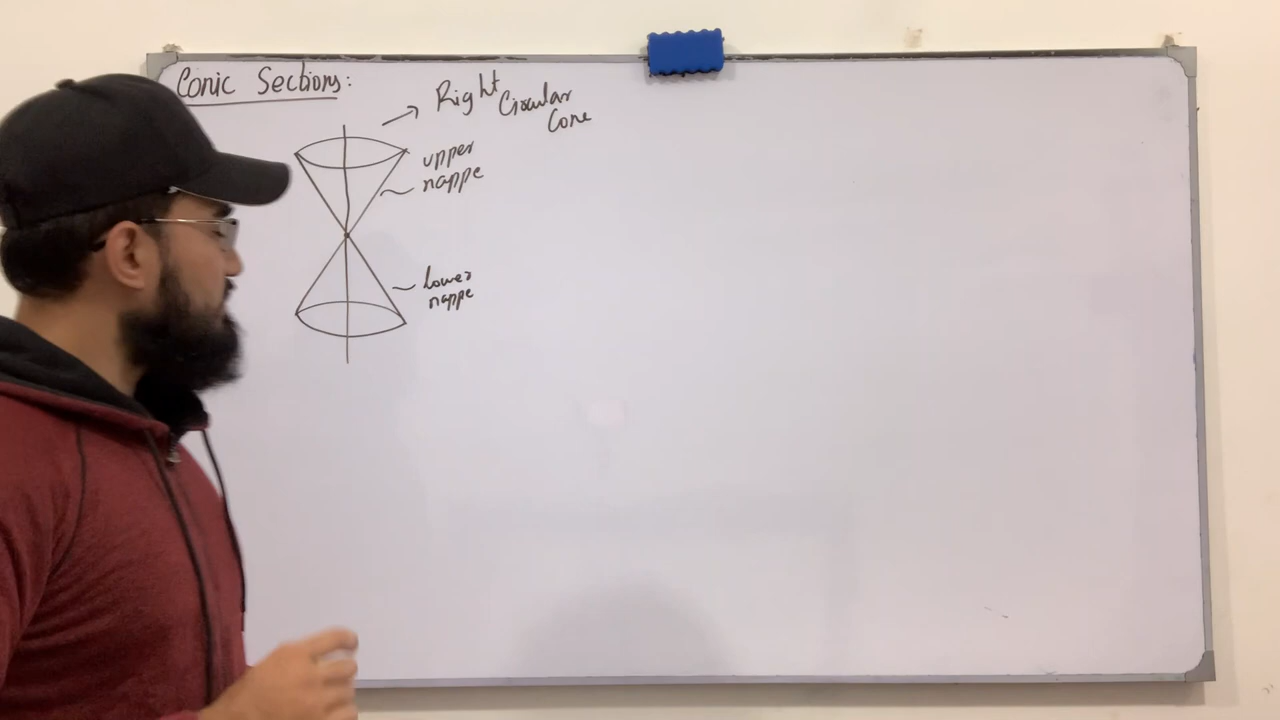 Conic Sections:
Right Circular
Cone
upper
nappe
lower
nappe